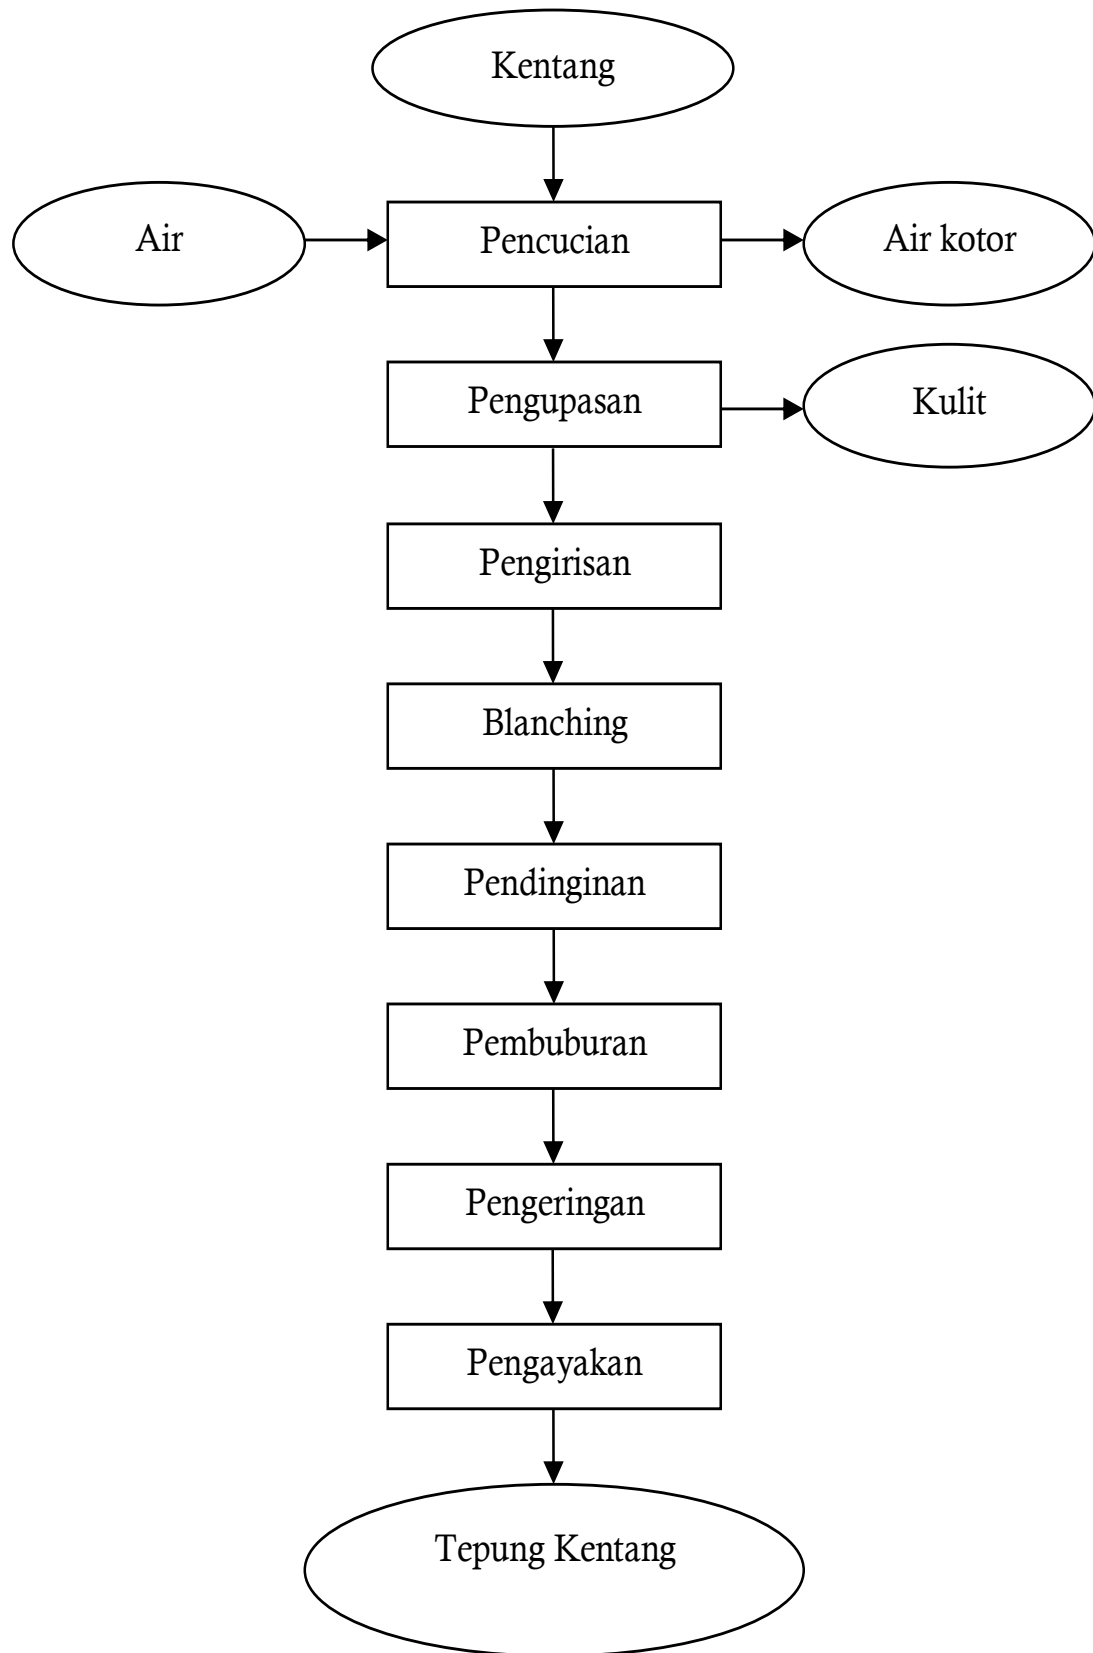 Kentang
Air
Pencucian
Air kotor
Pengupasan
Kulit
Pengirisan
Blanching
Pendinginan
Pembuburan
Pengeringan
Pengayakan
Tepung Kentang